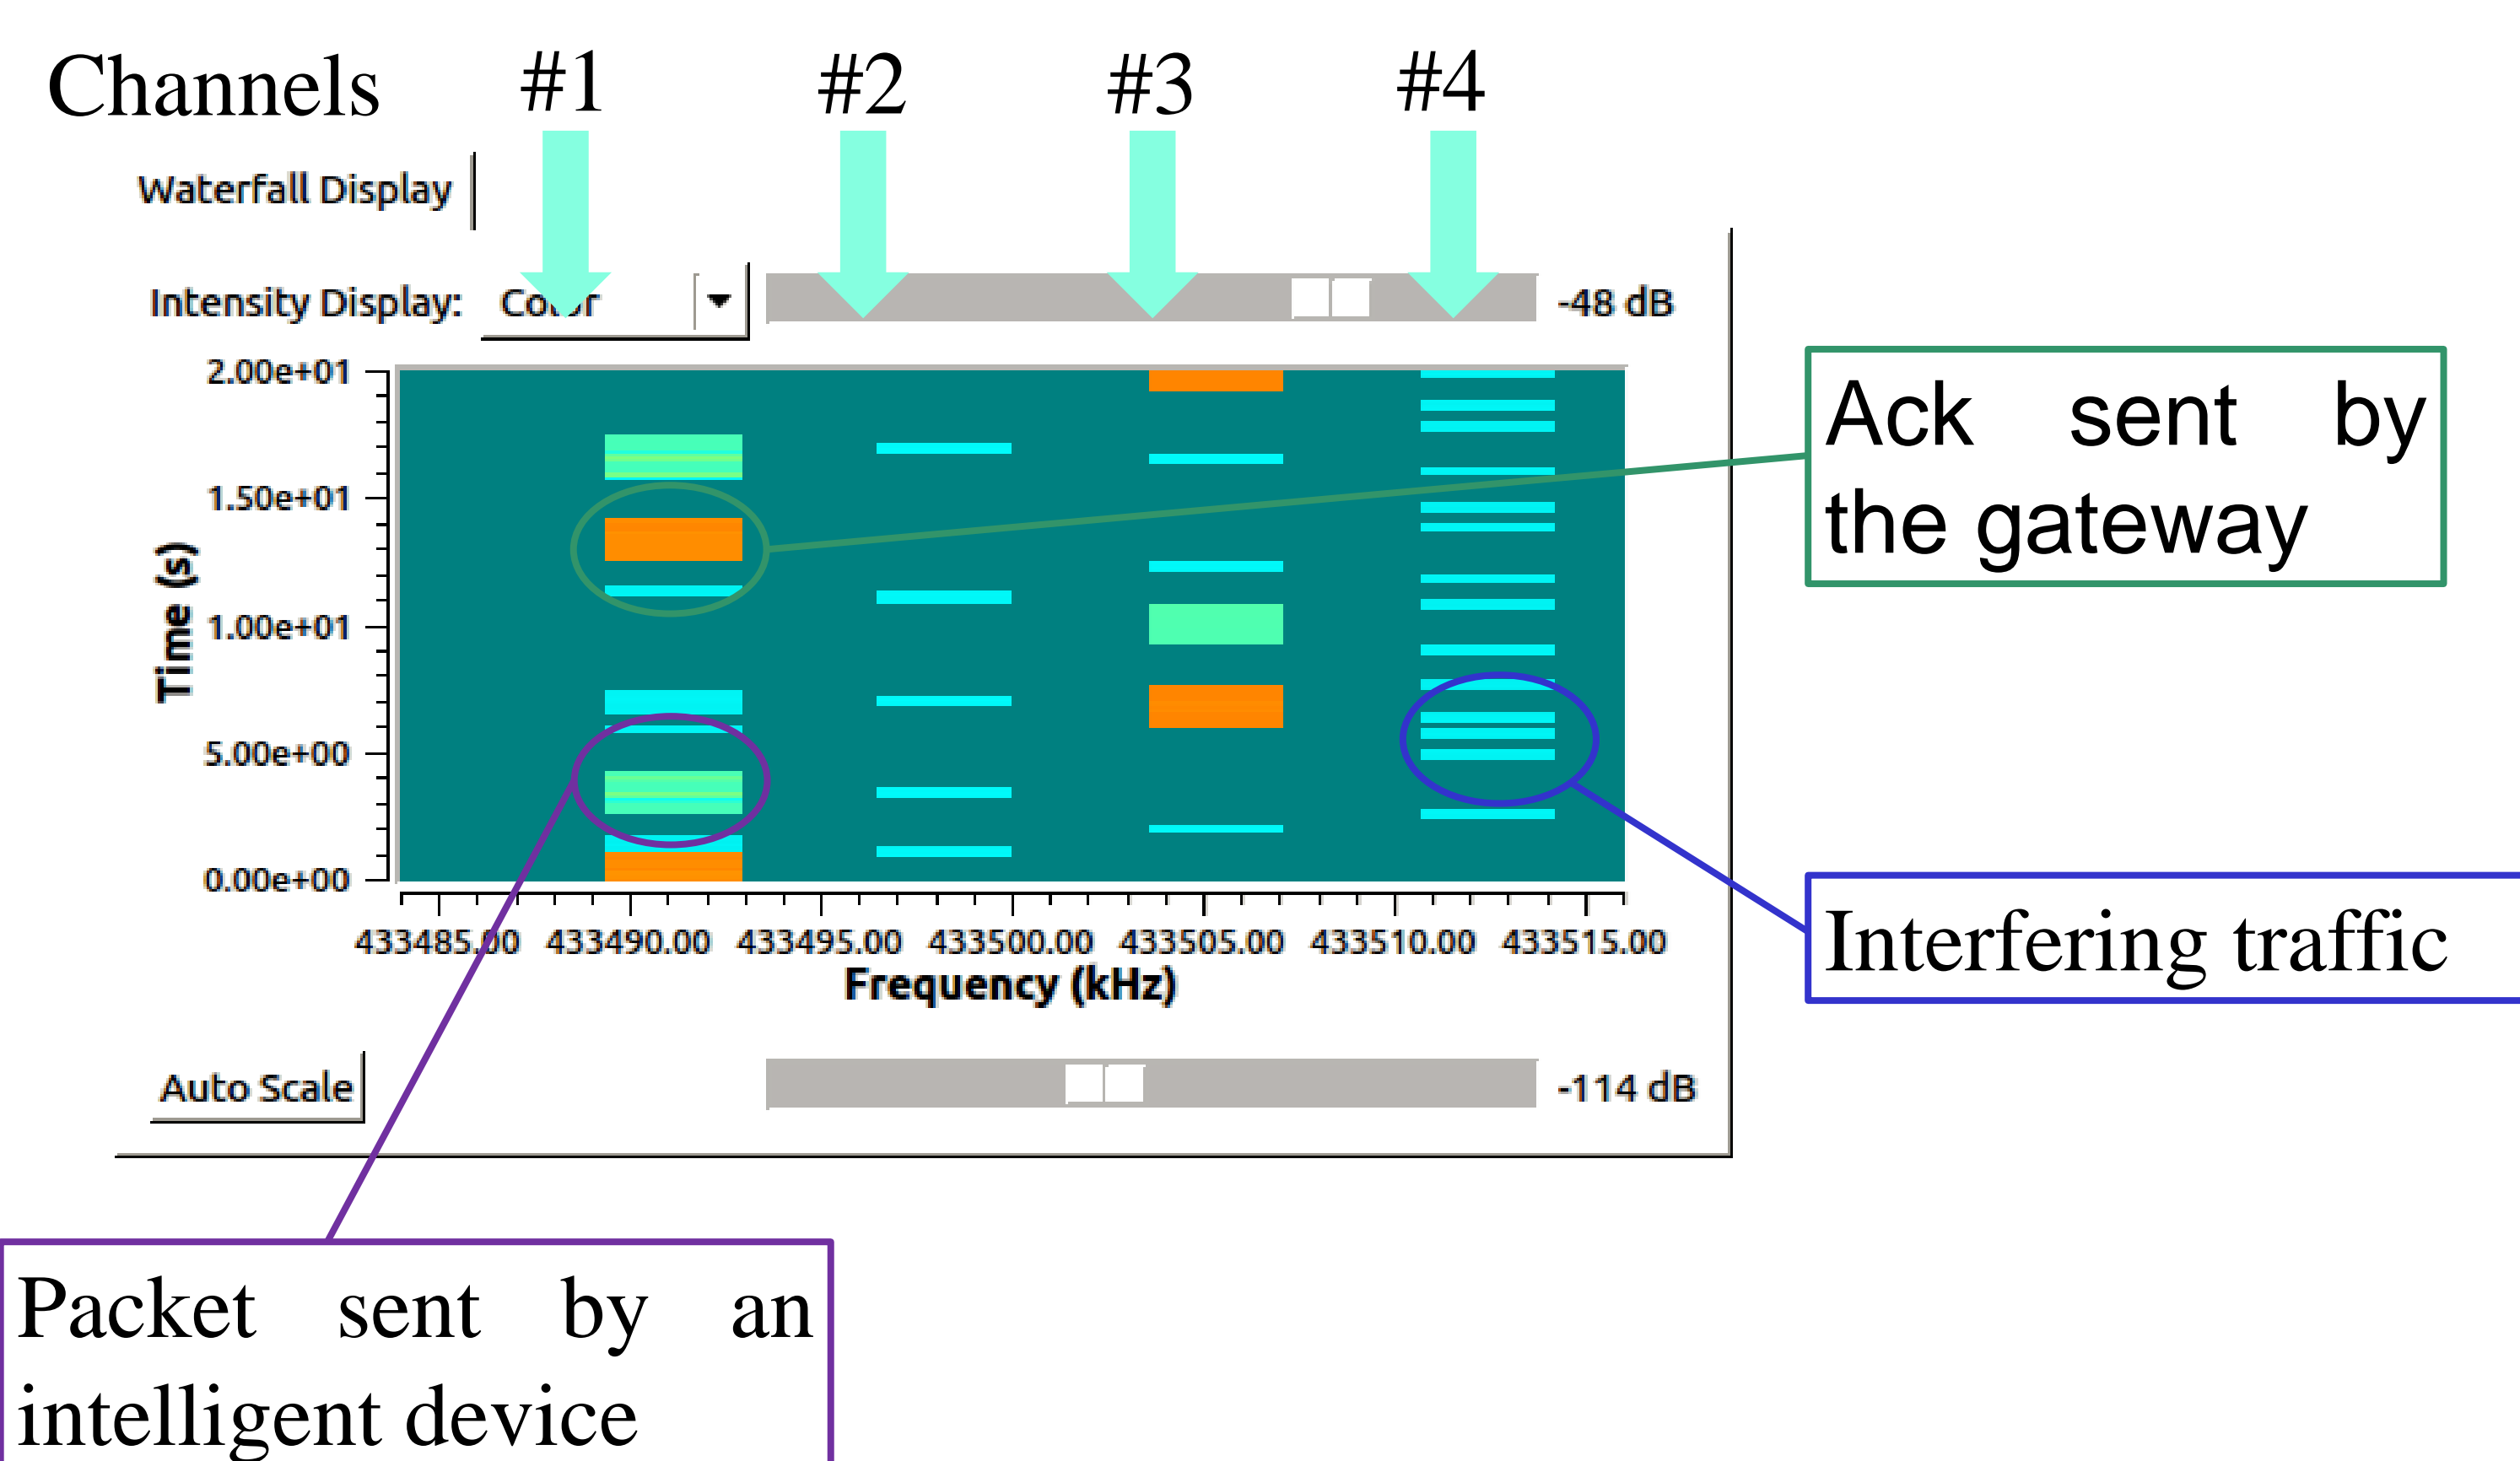 Channels #1 #2 #3 #4
Waterfall Display
Intensity Display: Color -48 dB
2.00e+01
1.50e+01
1.00e+01
5.00e+00
0.00e+00
Time (s)
433485.00 433490.00 433495.00 433500.00 433505.00 433510.00 433515.00
Frequency (kHz)
Auto Scale -114 dB
Ack sent by
the gateway
Interfering traffic
Packet sent by an
intelligent device